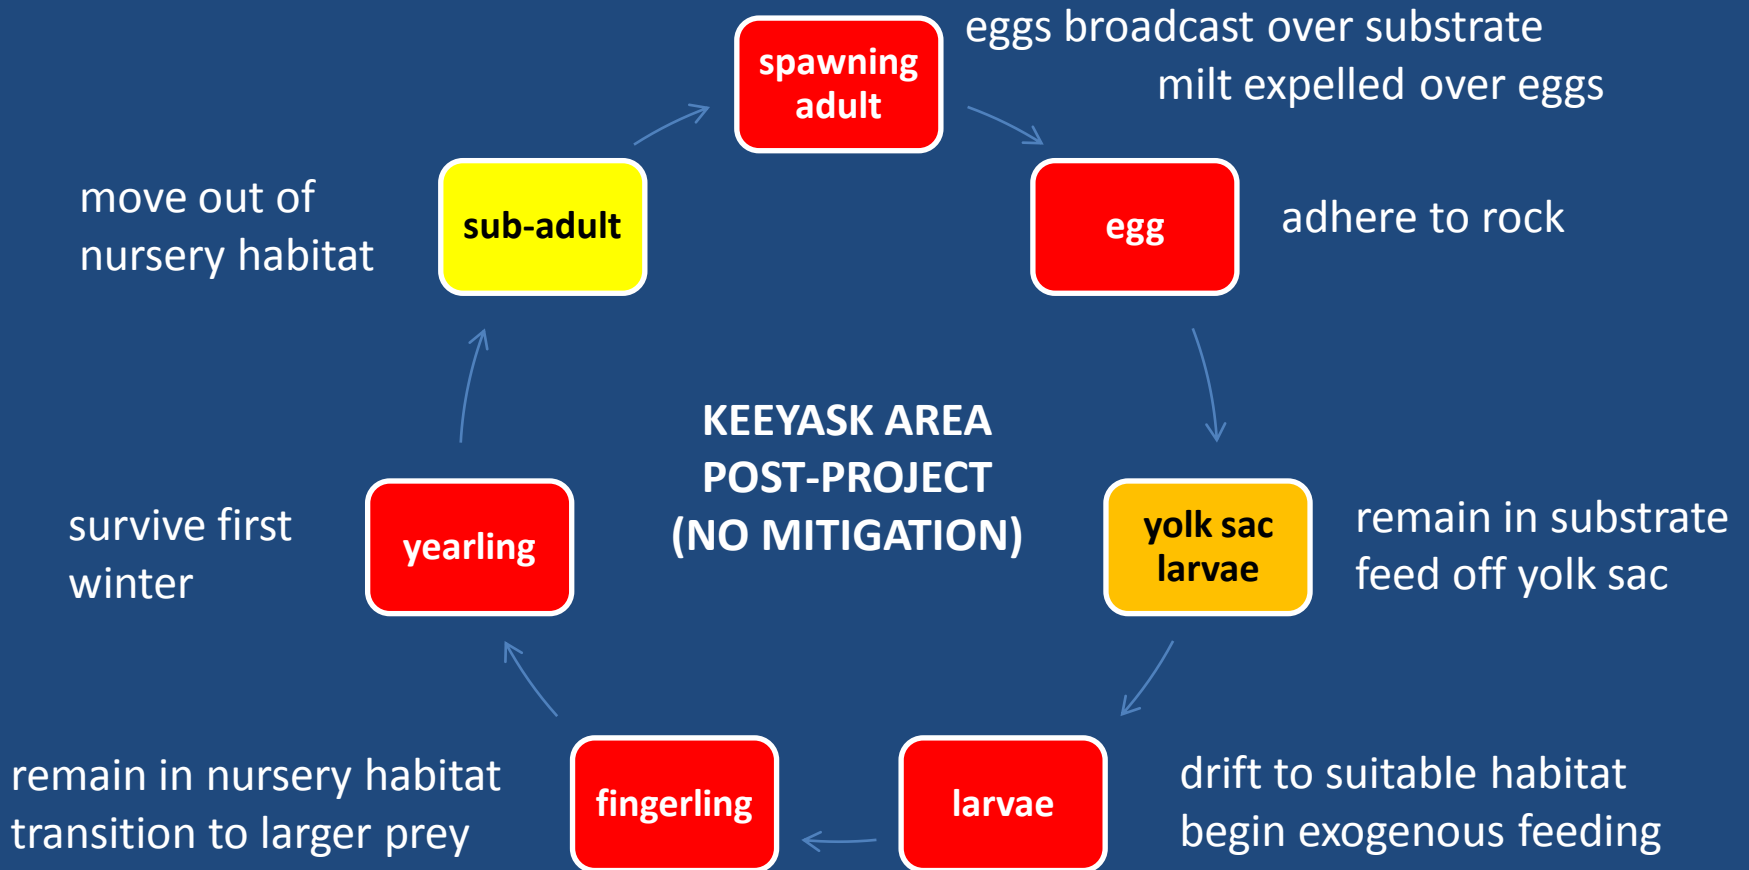 spawning
adult
eggs broadcast over substrate
milt expelled over eggs
egg
adhere to rock
yolk sac
larvae
remain in substrate
feed off yolk sac
larvae
drift to suitable habitat
begin exogenous feeding
fingerling
remain in nursery habitat
transition to larger prey
yearling
survive first
winter
sub-adult
move out of
nursery habitat
KEEYASK AREA
POST-PROJECT
(NO MITIGATION)